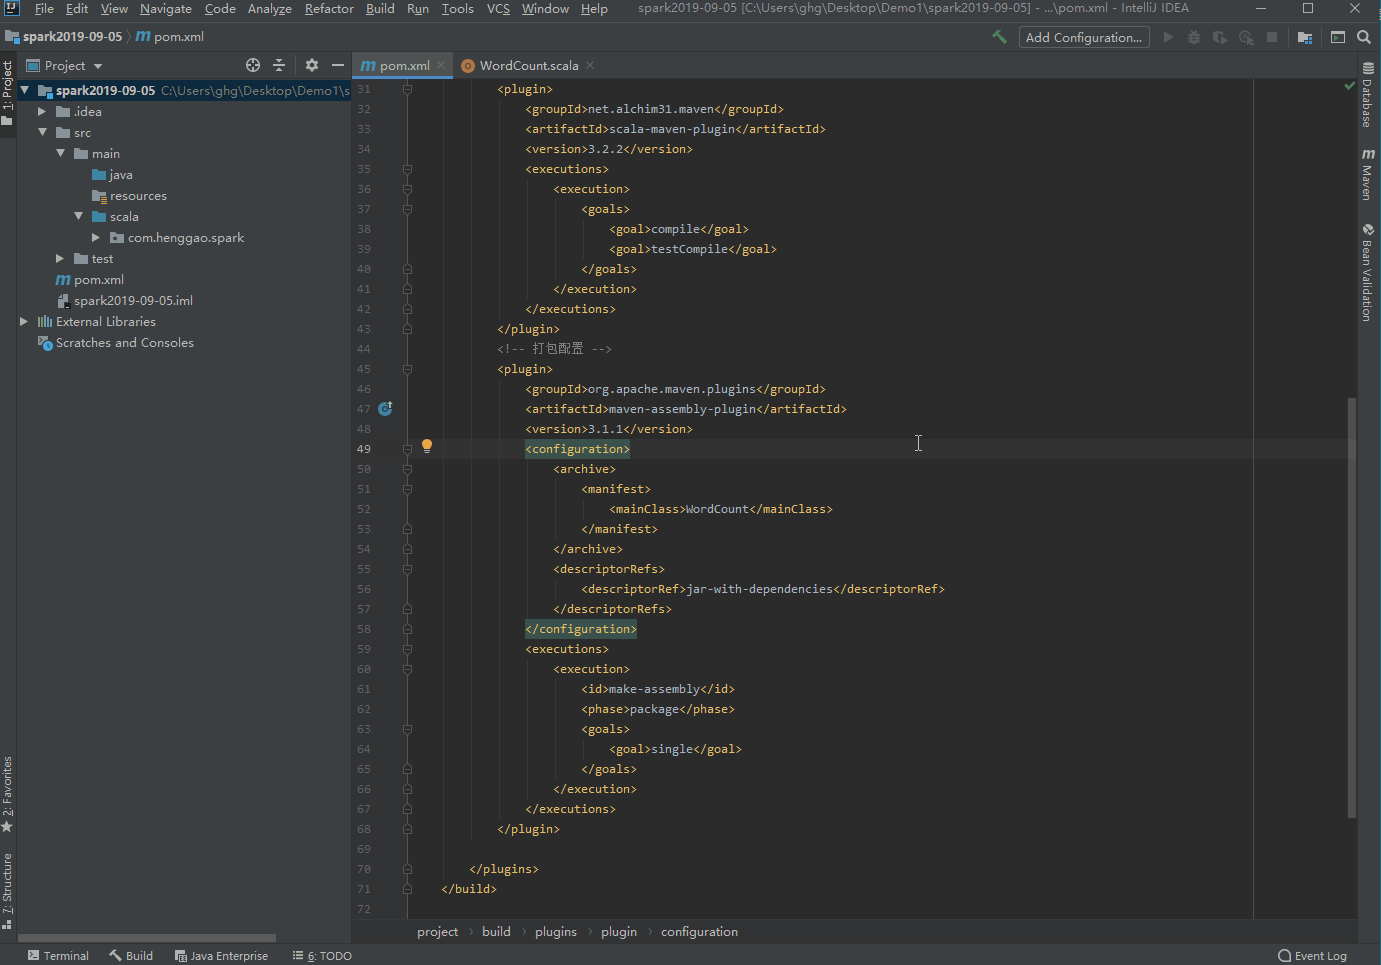 File Edit View Navigate Code Analyze Refactor Build Run Tools VCS Window Help spark2019-09-05 [C:\Users\ghg\Desktop\Demo1\spark2019-09-05] - ...\pom.xml - IntelliJ IDEA
spark2019-09-05 pom.xml Add Configuration...
Project
pom.xml WordCount.scala
1: Project
spark2019-09-05 C:\Users\ghg\Desktop\Demo1\s
.idea
src
main
java
resources
scala
com.henggao.spark
test
pom.xml
spark2019-09-05.iml
External Libraries
Scratches and Consoles
2: Favorites
7: Structure
31 <plugin>
32 <groupId>net.alchim31.maven</groupId>
33 <artifactId>scala-maven-plugin</artifactId>
34 <version>3.2.2</version>
35 <executions>
36 <execution>
37 <goals>
38 <goal>compile</goal>
39 <goal>testCompile</goal>
40 </goals>
41 </execution>
42 </executions>
43 </plugin>
44 <!-- 打包配置 -->
45 <plugin>
46 <groupId>org.apache.maven.plugins</groupId>
47 <artifactId>maven-assembly-plugin</artifactId>
48 <version>3.1.1</version>
49 <configuration>
50 <archive>
51 <manifest>
52 <mainClass>WordCount</mainClass>
53 </manifest>
54 </archive>
55 <descriptorRefs>
56 <descriptorRef>jar-with-dependencies</descriptorRef>
57 </descriptorRefs>
58 </configuration>
59 <executions>
60 <execution>
61 <id>make-assembly</id>
62 <phase>package</phase>
63 <goals>
64 <goal>single</goal>
65 </goals>
66 </execution>
67 </executions>
68 </plugin>
69
70 </plugins>
71 </build>
72
Database
Maven
Bean Validation
project build plugins plugin configuration
Terminal Build Java Enterprise 6: TODO Event Log